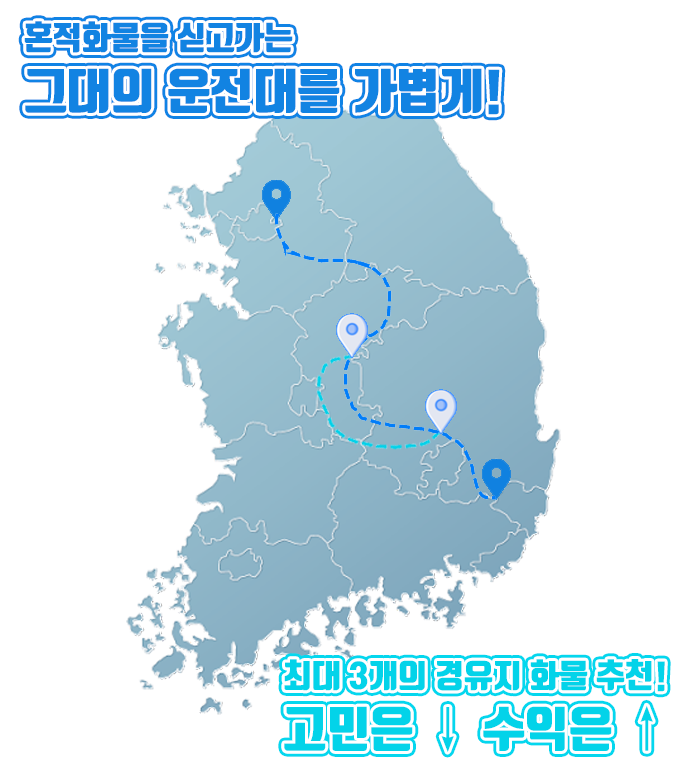 혼적화물을 싣고가는
그대의 운전대를 가볍게!
최대 3개의 경유지 화물 추천!
고민은 ↓ 수익은 ↑